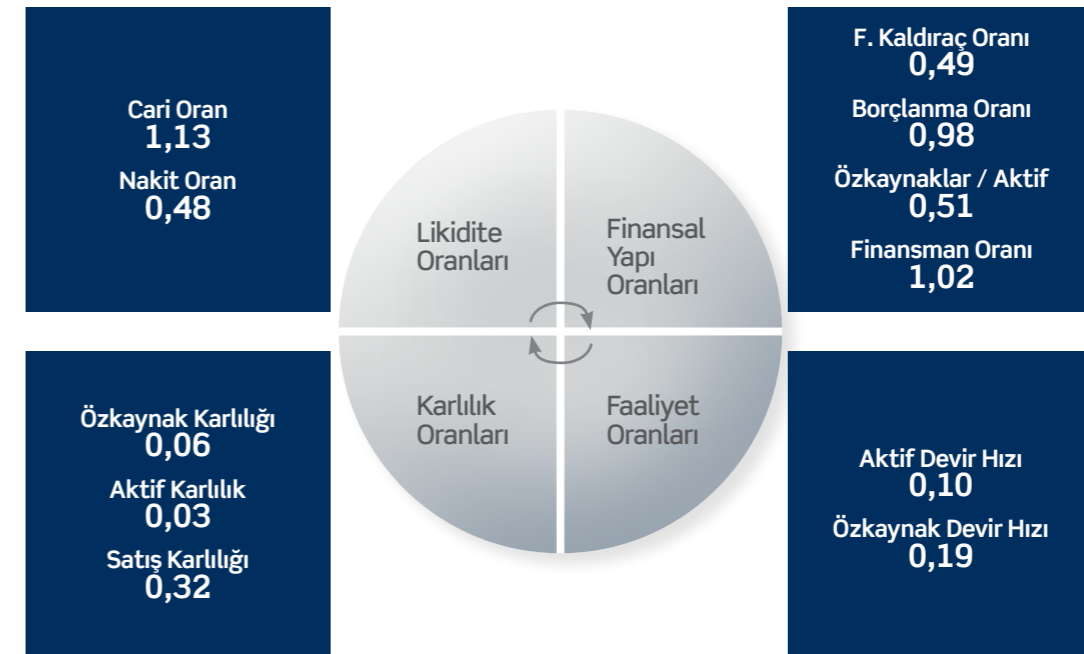 Cari Oran
1,13
Nakit Oran
0,48
F. Kaldıraç Oranı
0,49
Borçlanma Oranı
0,98
Özkaynaklar / Aktif
0,51
Finansman Oranı
1,02
Likidite
Oranları
Finansal
Yapı
Oranları
Karlılık
Oranları
Faaliyet
Oranları
Özkaynak Karlılığı
0,06
Aktif Karlılık
0,03
Satış Karlılığı
0,32
Aktif Devir Hızı
0,10
Özkaynak Devir Hızı
0,19